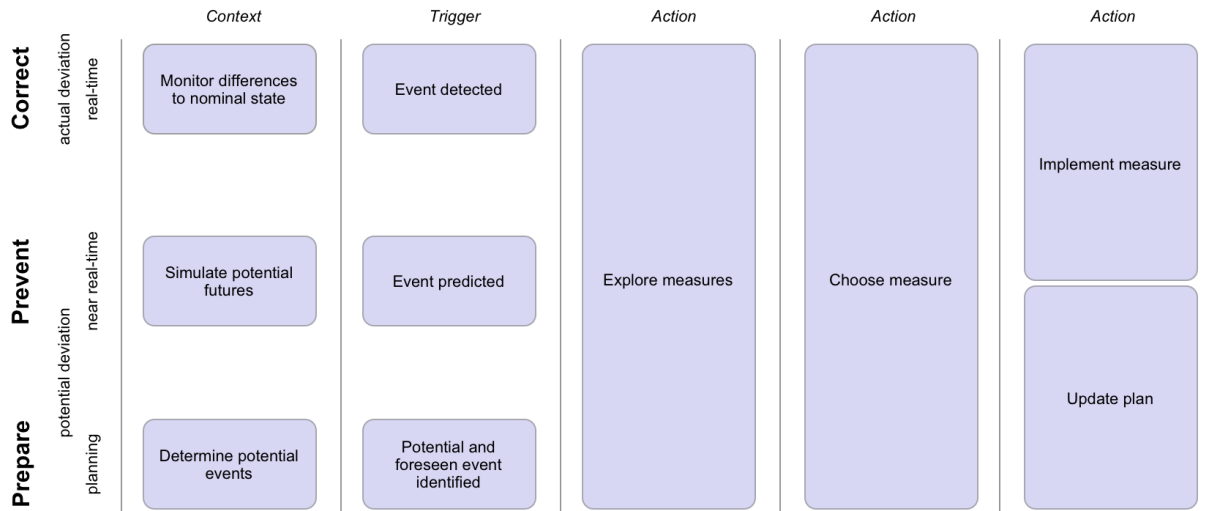 Context
Trigger
Action
Action
Action
Correct
actual deviation
real-time
Monitor differences
to nominal state
Event detected
Implement measure
Prevent
near real-time
potential deviation
Simulate potential
futures
Event predicted
Explore measures
Choose measure
Update plan
Prepare
planning
Determine potential
events
Potential and
foreseen event
identified